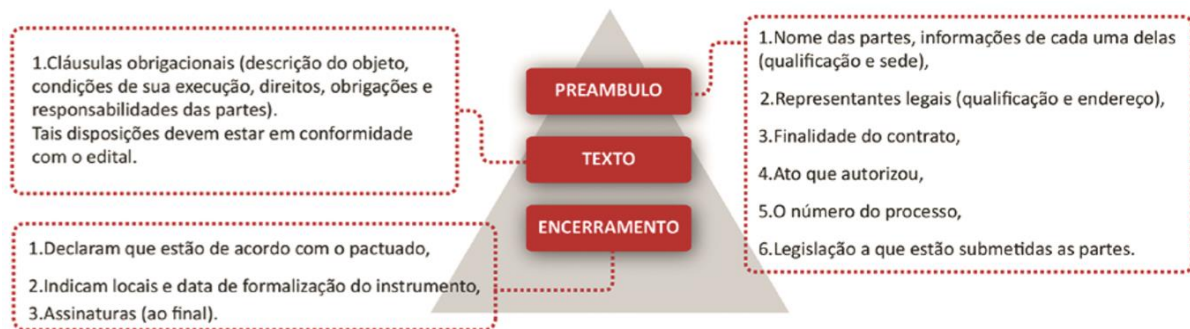 PREAMBULO
1.Nome das partes, informações de cada uma delas
(qualificação e sede),
2.Representantes legais (qualificação e endereço),
3.Finalidade do contrato,
4.Ato que autorizou,
5.O número do processo,
6.Legislação a que estão submetidas as partes.
TEXTO
1.Cláusulas obrigacionais (descrição do objeto,
condições de sua execução, direitos, obrigações e
responsabilidades das partes).
Tais disposições devem estar em conformidade
com o edital.
ENCERRAMENTO
1.Declaram que estão de acordo com o pactuado,
2.Indicam locais e data de formalização do instrumento,
3.Assinaturas (ao final).